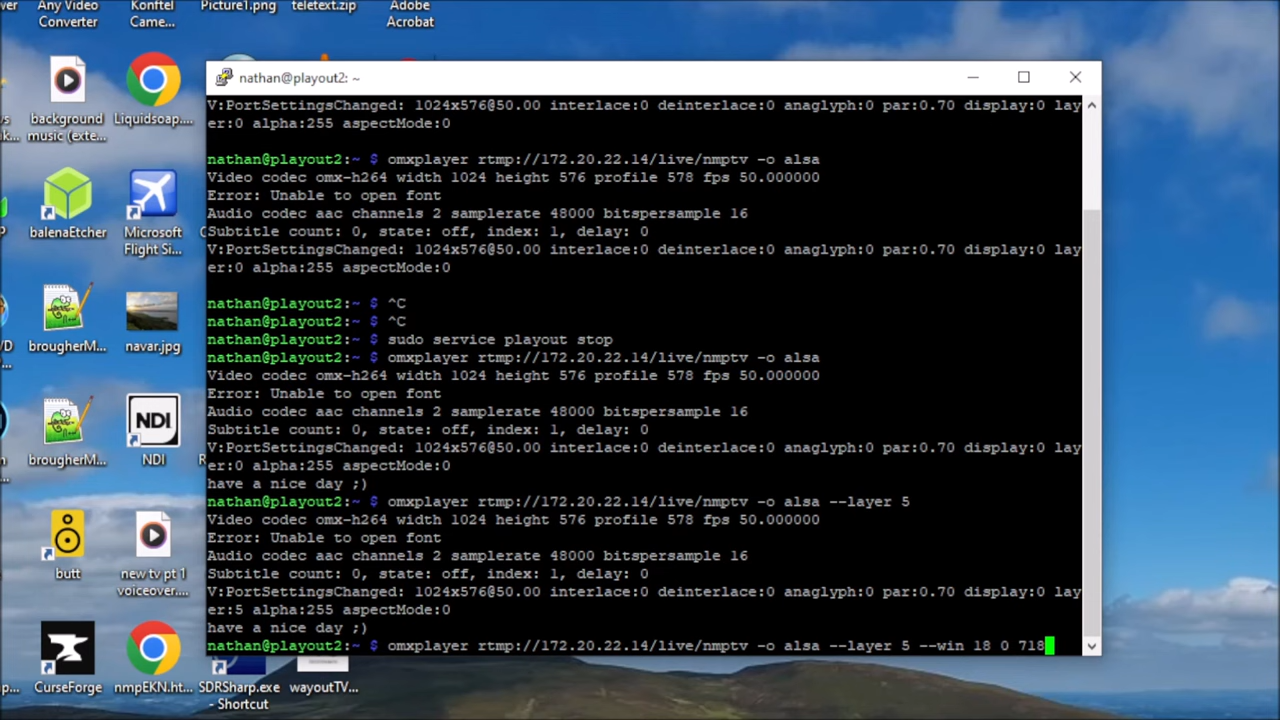 ver
Any Video
Converter
Konftel
Came...
Picture1.png
teletext.zip
Adobe
Acrobat
background
music (exte...
Liquidsoap....
balenaEtcher
Microsoft
Flight Si...
brougherM...
navar.jpg
brougherM...
NDI
NDI
butt
new tv pt 1
voiceover....
CurseForge
nmpEKN.ht...
SDRSharp.exe
- Shortcut
wayoutTV...
nathan@playout2: ~
V:PortSettingsChanged: 1024x576@50.00 interlace:0 deinterlace:0 anaglyph:0 par:0.70 display:0 lay
er:0 alpha:255 aspectMode:0
nathan@playout2:~ $ omxplayer rtmp://172.20.22.14/live/nmptv -o alsa
Video codec omx-h264 width 1024 height 576 profile 578 fps 50.000000
Error: Unable to open font
Audio codec aac channels 2 samplerate 48000 bitspersample 16
Subtitle count: 0, state: off, index: 1, delay: 0
V:PortSettingsChanged: 1024x576@50.00 interlace:0 deinterlace:0 anaglyph:0 par:0.70 display:0 lay
er:0 alpha:255 aspectMode:0
nathan@playout2:~ $ ^C
nathan@playout2:~ $ ^C
nathan@playout2:~ $ sudo service playout stop
nathan@playout2:~ $ omxplayer rtmp://172.20.22.14/live/nmptv -o alsa
Video codec omx-h264 width 1024 height 576 profile 578 fps 50.000000
Error: Unable to open font
Audio codec aac channels 2 samplerate 48000 bitspersample 16
Subtitle count: 0, state: off, index: 1, delay: 0
V:PortSettingsChanged: 1024x576@50.00 interlace:0 deinterlace:0 anaglyph:0 par:0.70 display:0 lay
er:0 alpha:255 aspectMode:0
have a nice day ;)
nathan@playout2:~ $ omxplayer rtmp://172.20.22.14/live/nmptv -o alsa --layer 5
Video codec omx-h264 width 1024 height 576 profile 578 fps 50.000000
Error: Unable to open font
Audio codec aac channels 2 samplerate 48000 bitspersample 16
Subtitle count: 0, state: off, index: 1, delay: 0
V:PortSettingsChanged: 1024x576@50.00 interlace:0 deinterlace:0 anaglyph:0 par:0.70 display:0 lay
er:5 alpha:255 aspectMode:0
have a nice day ;)
nathan@playout2:~ $ omxplayer rtmp://172.20.22.14/live/nmptv -o alsa --layer 5 --win 18 0 718